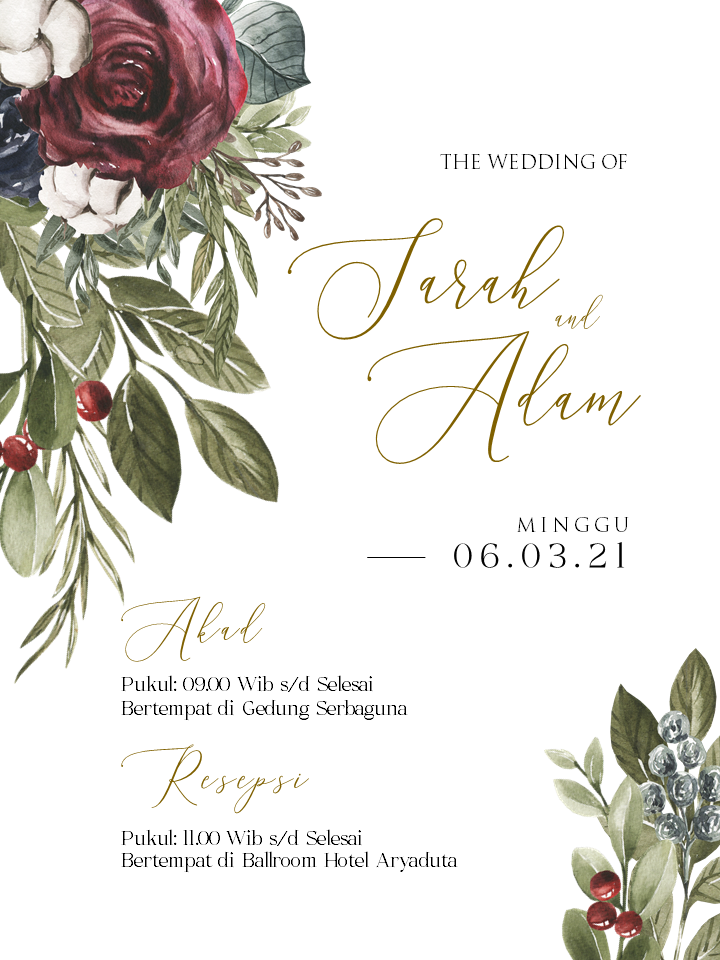 THE WEDDING OF
Sarah
and
Adam
MINGGU
06.03.21
Akad
Pukul: 09.00 Wib s/d Selesai
Bertempat di Gedung Serbaguna
Resepsi
Pukul: 11.00 Wib s/d Selesai
Bertempat di Ballroom Hotel Aryaduta